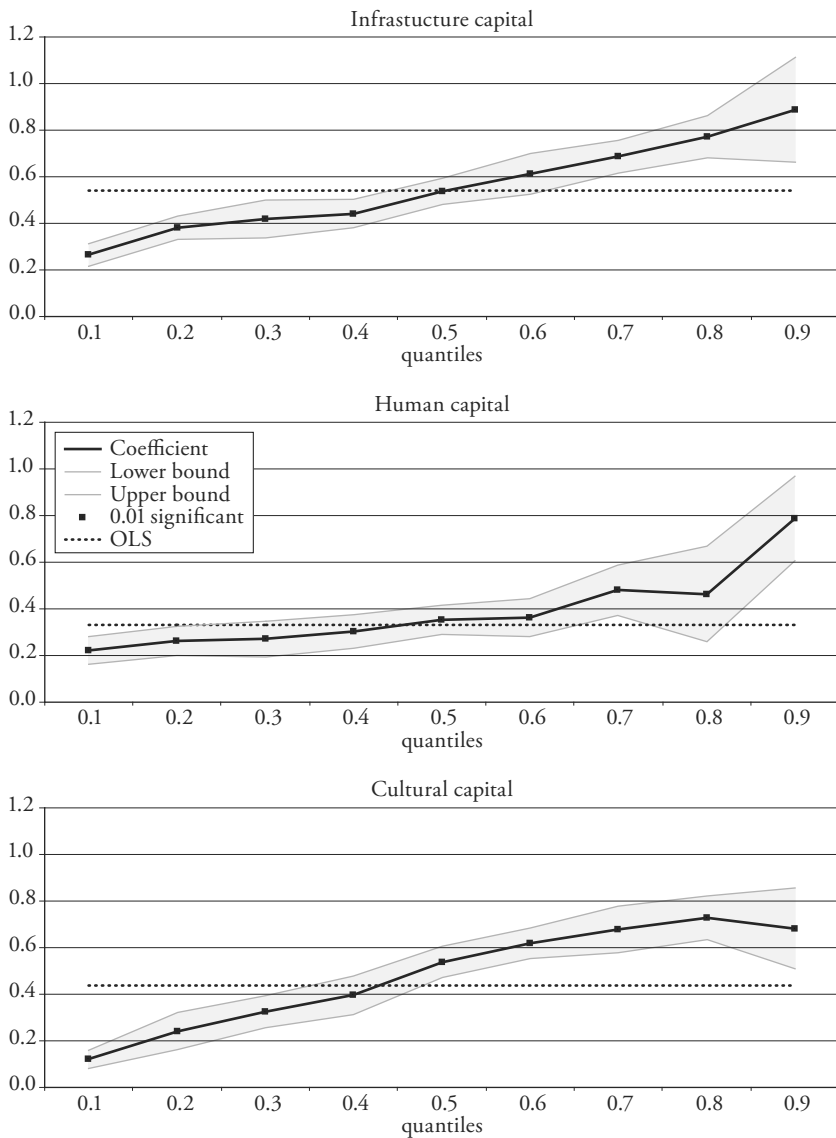 Infrastucture capital
1.2
1.0
0.8
0.6
0.4
0.2
0.0
0.1 0.2 0.3 0.4 0.5 0.6 0.7 0.8 0.9
quantiles
Human capital
1.2
1.0
0.8
0.6
0.4
0.2
0.0
Coefficient
Lower bound
Upper bound
0.01 significant
OLS
0.1 0.2 0.3 0.4 0.5 0.6 0.7 0.8 0.9
quantiles
Cultural capital
1.2
1.0
0.8
0.6
0.4
0.2
0.0
0.1 0.2 0.3 0.4 0.5 0.6 0.7 0.8 0.9
quantiles